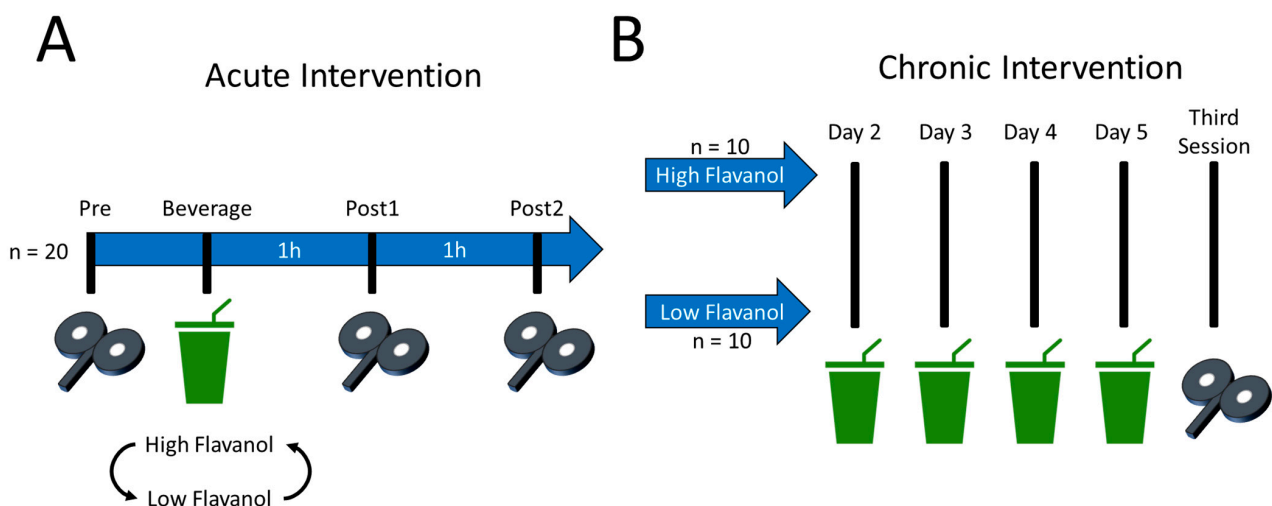 A
Acute Intervention
Pre
Beverage
Post1
Post2
n = 20
1h
1h
High Flavanol
Low Flavanol
B
Chronic Intervention
n = 10
High Flavanol
Low Flavanol
n = 10
Day 2
Day 3
Day 4
Day 5
Third
Session